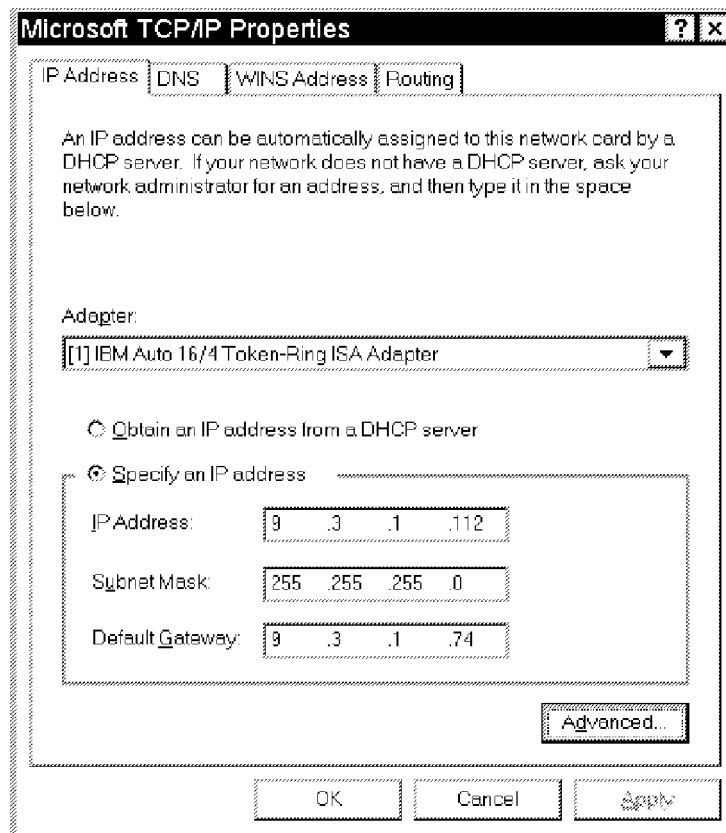 Microsoft TCP/IP Properties ? ×
IP Address DNS WINS Address Routing
An IP address can be automatically assigned to this network card by a
DHCP server. If your network does not have a DHCP server, ask your
network administrator for an address, and then type it in the space
below.
Adapter:
[1] IBM Auto 16/4 Token-Ring ISA Adapter
Obtain an IP address from a DHCP server
Specify an IP address
IP Address: 9 .3 .1 .112
Subnet Mask: 255 .255 .255 .0
Default Gateway: 9 .3 .1 .74
Advanced...
OK Cancel Apply